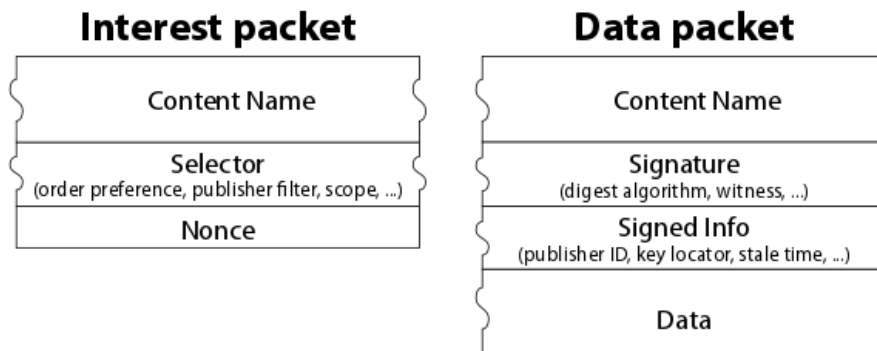 Interest packet
Content Name
Selector
(order preference, publisher filter, scope, ...)
Nonce
Data packet
Content Name
Signature
(digest algorithm, witness, ...)
Signed Info
(publisher ID, key locator, stale time, ...)
Data